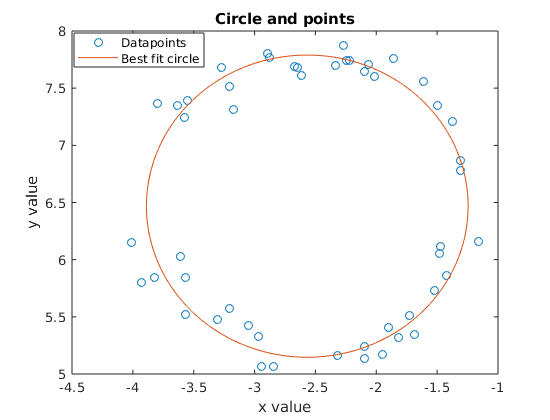 Circle and points
Datapoints
Best fit circle
8
7.5
7
6.5
6
5.5
5
y value
-4.5 -4 -3.5 -3 -2.5 -2 -1.5 -1
x value